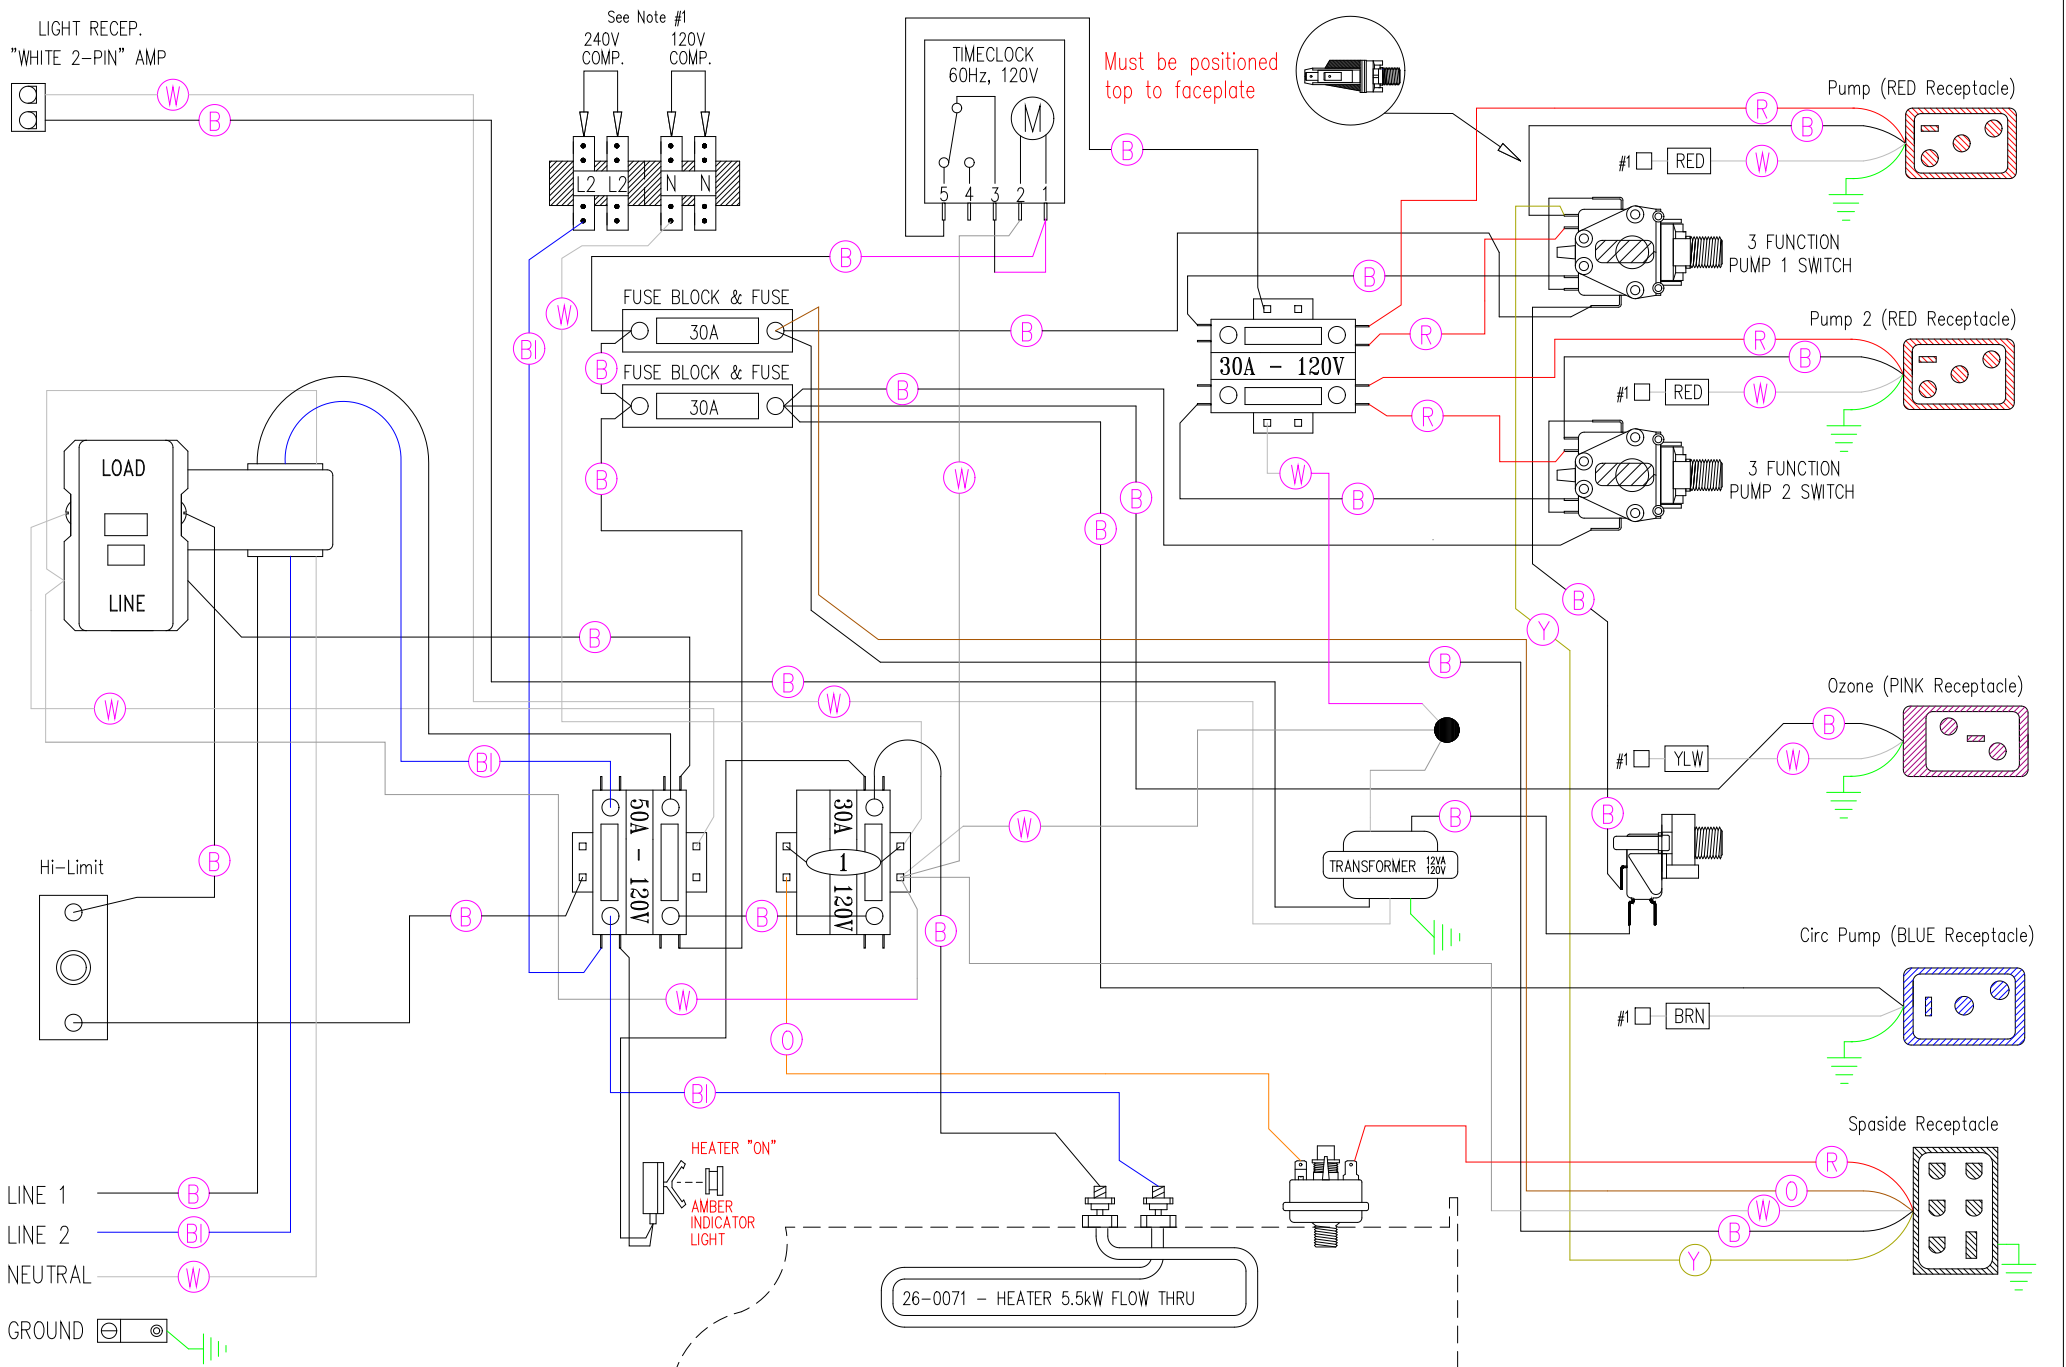 LIGHT RECEP.
"WHITE 2-PIN" AMP
W
B
See Note #1
240V
COMP.
120V
COMP.
L2
L2
N
N
TIMECLOCK
60Hz, 120V
M
5
4
3
2
1
Must be positioned
top to faceplate
B
Pump (RED Receptacle)
R
B
#1
RED
W
3 FUNCTION
PUMP 1 SWITCH
B
W
BI
FUSE BLOCK & FUSE
30A
B
B
FUSE BLOCK & FUSE
30A
B
B
B
R
30A - 120V
R
W
B
Pump 2 (RED Receptacle)
R
B
#1
RED
W
3 FUNCTION
PUMP 2 SWITCH
W
B
B
LOAD
LINE
B
B
Y
B
B
W
W
BI
Ozone (PINK Receptacle)
B
#1
YLW
W
50A - 120V
30A
1
120V
W
B
B
TRANSFORMER
12VA
120V
Hi-Limit
B
B
B
B
W
O
BI
Circ Pump (BLUE Receptacle)
#1
BRN
HEATER "ON"
AMBER
INDICATOR
LIGHT
Spaside Receptacle
R
O
W
B
Y
LINE 1
B
LINE 2
BI
NEUTRAL
W
GROUND
26-0071 - HEATER 5.5kW FLOW THRU